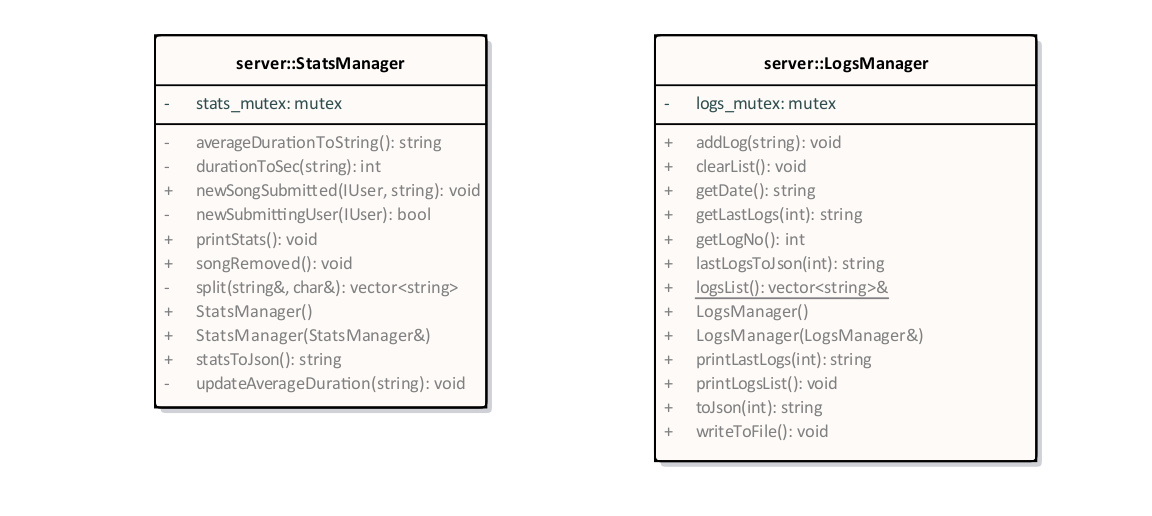 server::StatsManager
- stats_mutex: mutex
- averageDurationToString(): string
- durationToSec(string): int
+ newSongSubmitted(IUser, string): void
- newSubmittingUser(IUser): bool
+ printStats(): void
+ songRemoved(): void
- split(string&, char&): vector<string>
+ StatsManager()
+ StatsManager(StatsManager&)
+ statsToJson(): string
- updateAverageDuration(string): void
server::LogsManager
- logs_mutex: mutex
+ addLog(string): void
+ clearList(): void
+ getDate(): string
+ getLastLogs(int): string
+ getLogNo(): int
+ lastLogsToJson(int): string
+ logsList(): vector<string>&
+ LogsManager()
+ LogsManager(LogsManager&)
+ printLastLogs(int): string
+ printLogsList(): void
+ toJson(int): string
+ writeToFile(): void